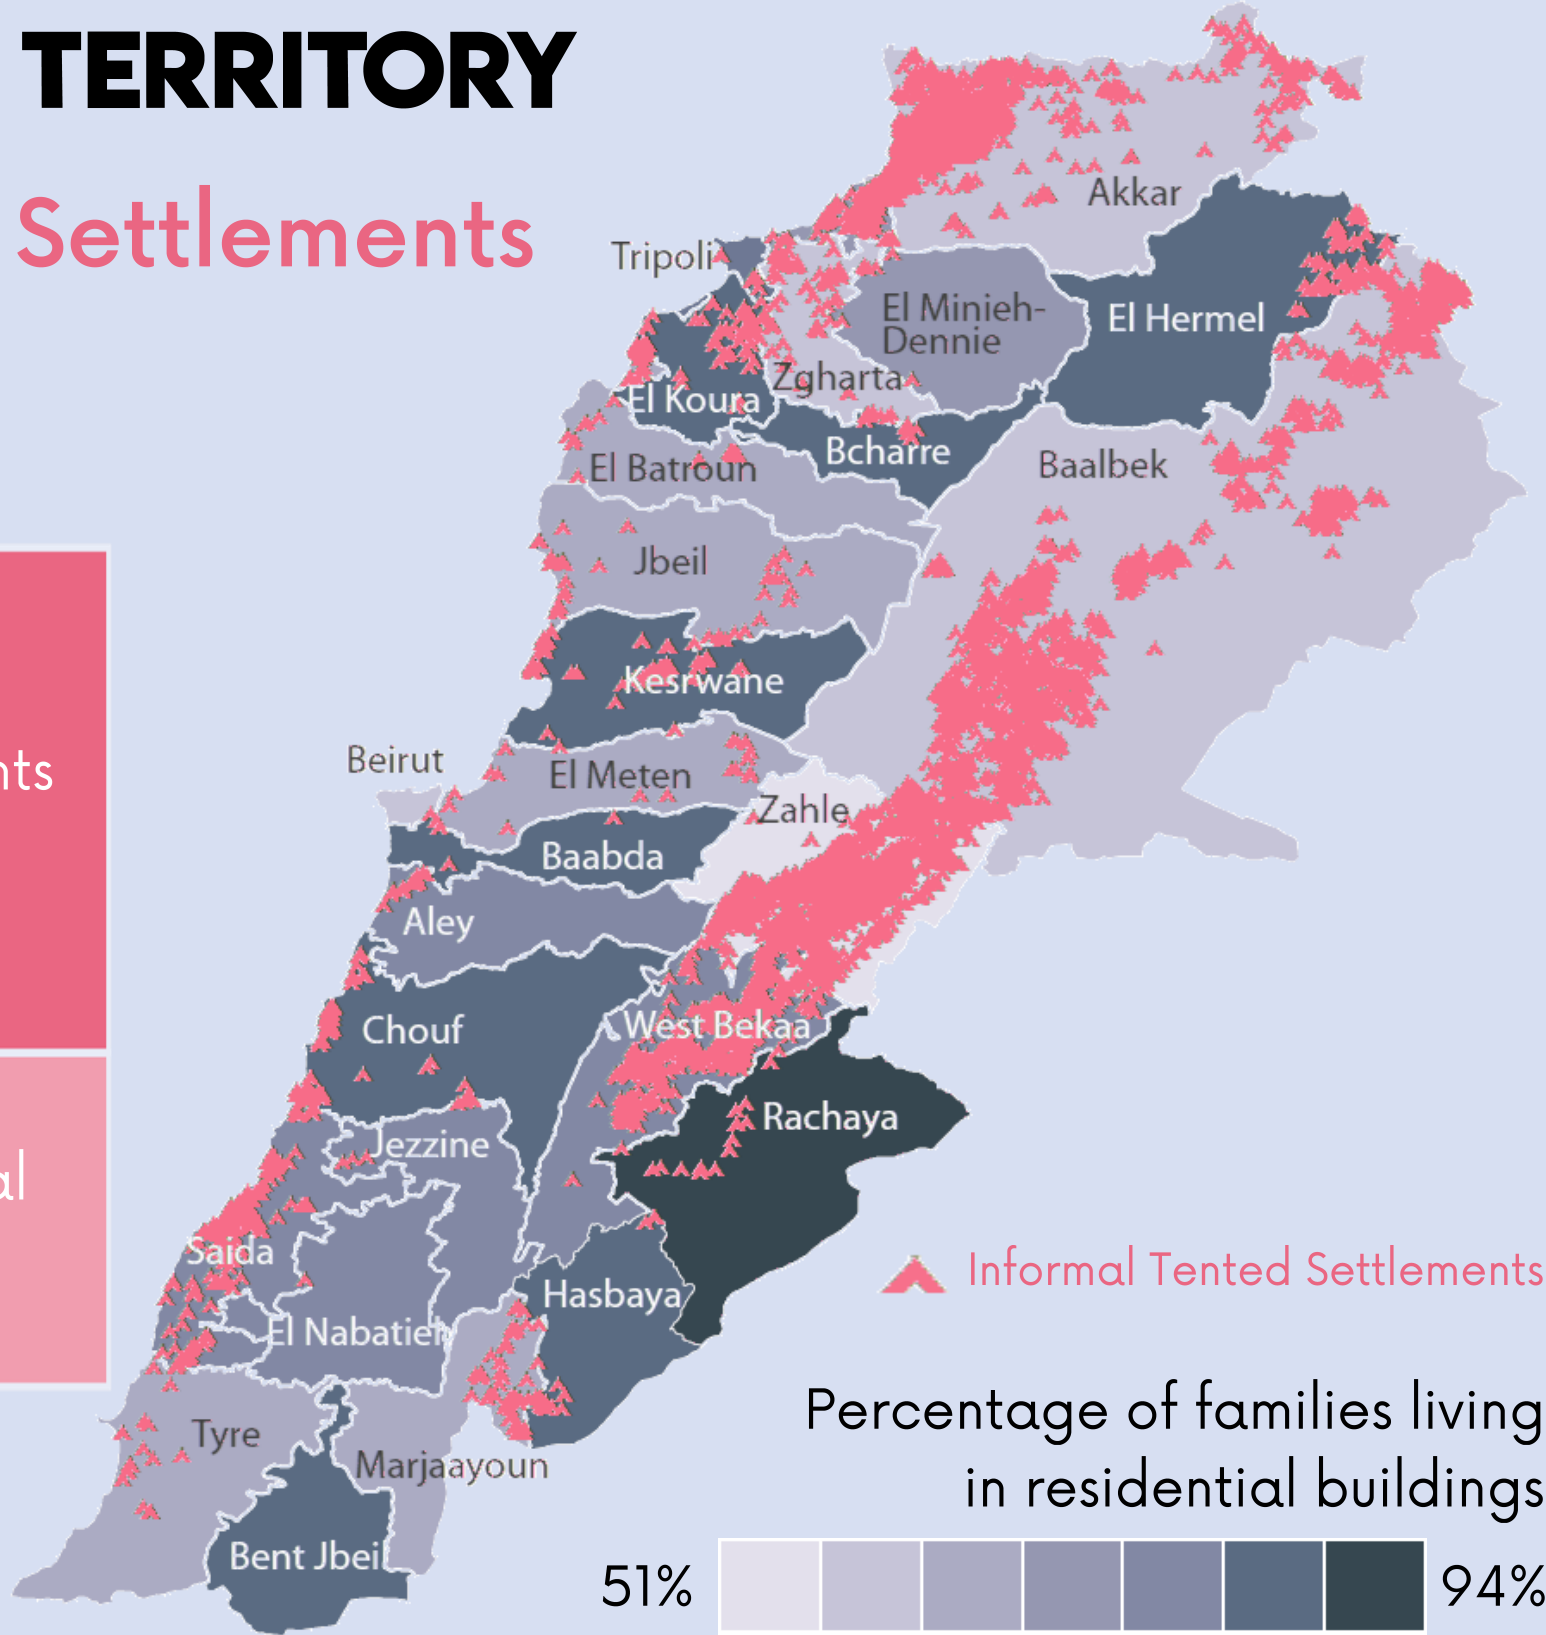 TERRITORY
Settlements
Akkar
Tripoli
El Minieh-
Dennie
El Hermel
Zgharta
El Koura
Bcharre
Baalbek
El Batroun
Jbeil
Kesrwane
Beirut
El Meten
Zahle
Baabda
Aley
Chouf
West Bekaa
Rachaya
Jezzine
Saida
Hasbaya
Informal Tented Settlements
El Nabatieh
Tyre
Marjaayoun
Bent Jbeil
Percentage of families living
in residential buildings
51%
94%